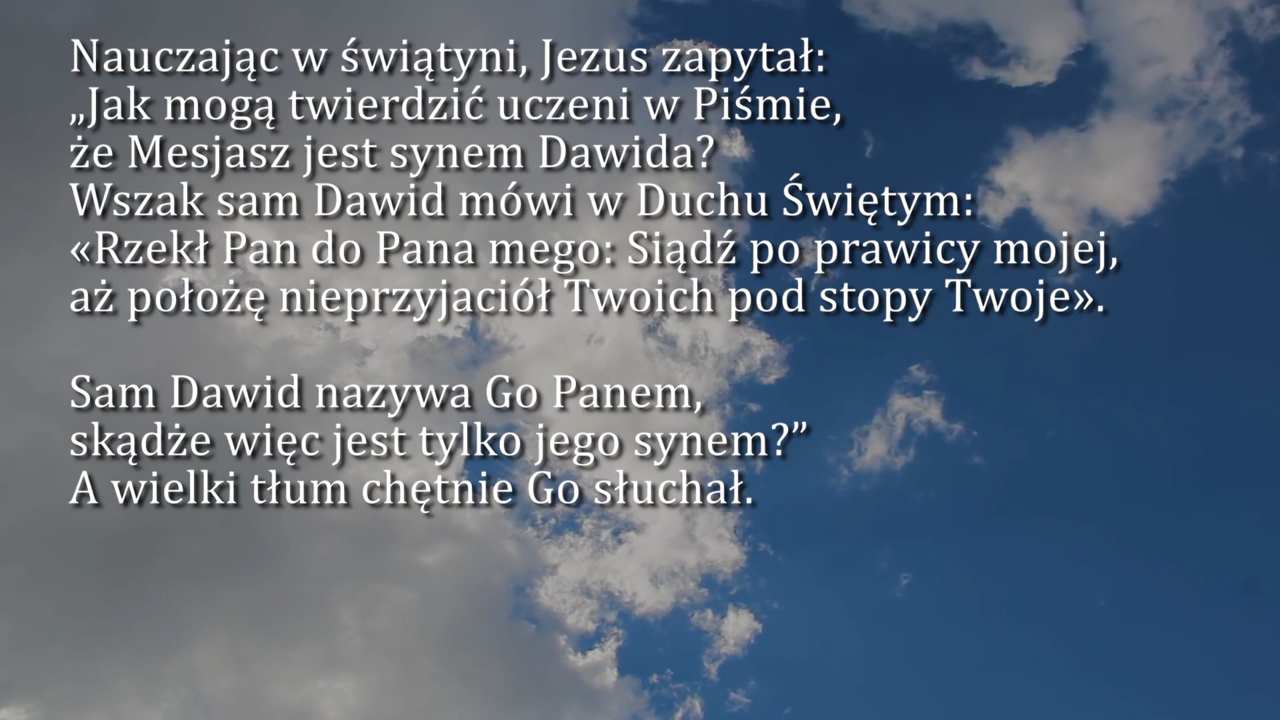 Nauczając w świątyni, Jezus zapytał:
„Jak mogą twierdzić uczeni w Piśmie,
że Mesjasz jest synem Dawida?
Wszak sam Dawid mówi w Duchu Świętym:
«Rzekł Pan do Pana mego: Siądź po prawicy mojej,
aż położę nieprzyjaciół Twoich pod stopy Twoje».
Sam Dawid nazywa Go Panem,
skądże więc jest tylko jego synem?”
A wielki tłum chętnie Go słuchał.